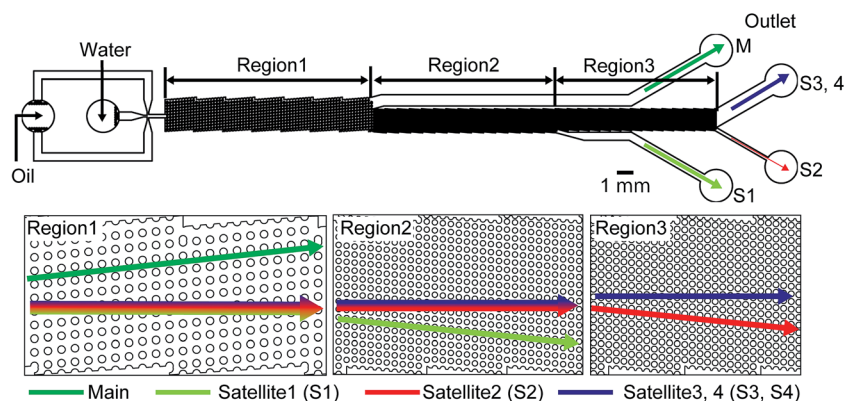 Outlet
Water
M
Region1
Region2
Region3
S3, 4
Oil
1 mm
S2
S1
Region1
Region2
Region3
Main
Satellite1 (S1)
Satellite2 (S2)
Satellite3, 4 (S3, S4)